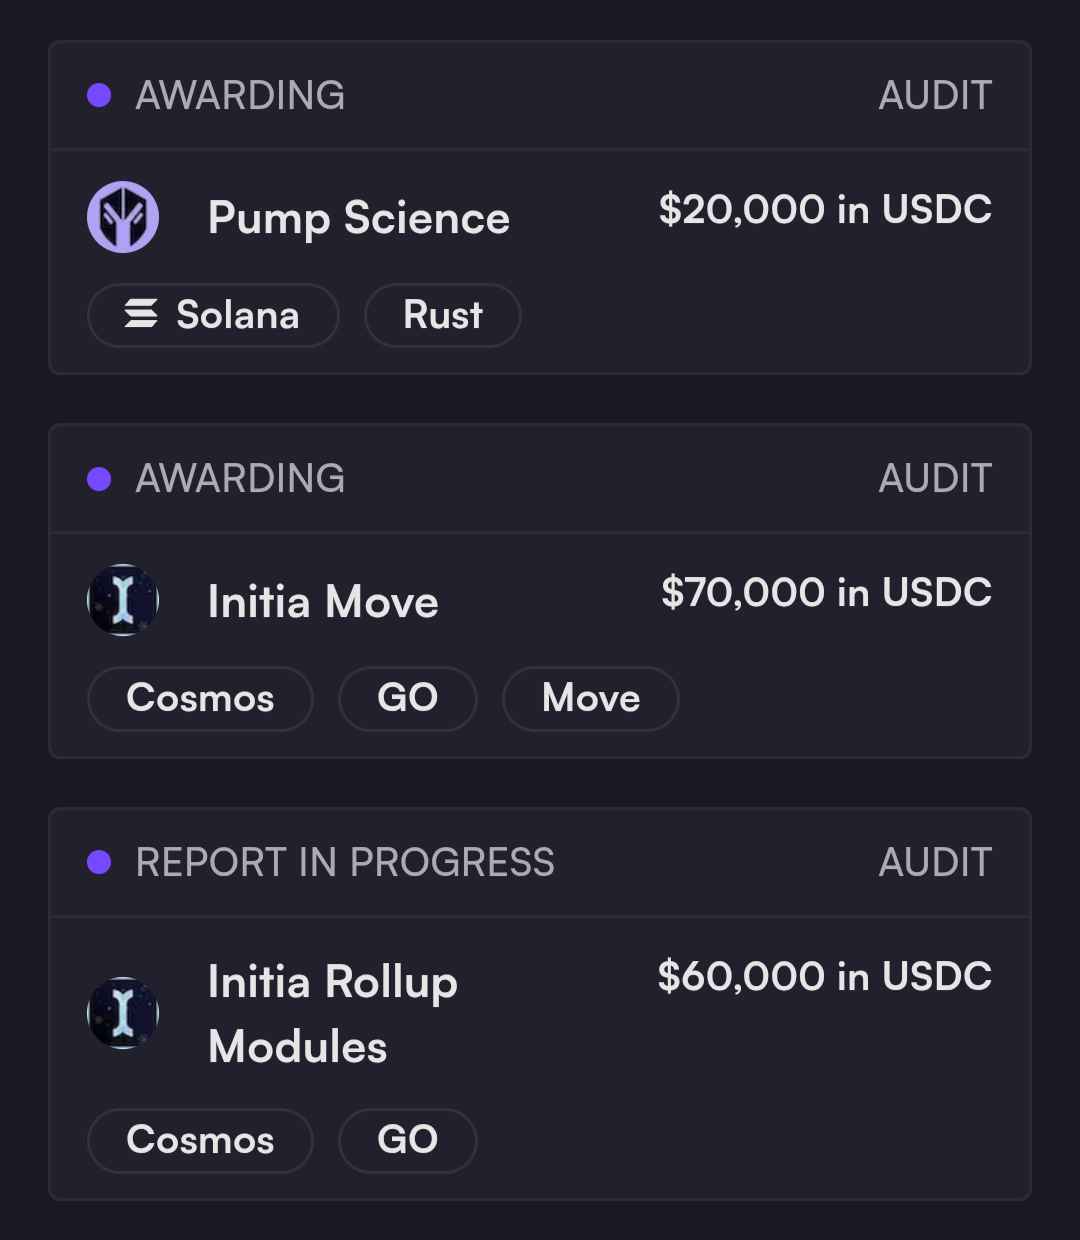 AWARDING AUDIT
Pump Science $20,000 in USDC
Solana Rust
AWARDING AUDIT
Initia Move $70,000 in USDC
Cosmos GO Move
REPORT IN PROGRESS AUDIT
Initia Rollup $60,000 in USDC
Modules
Cosmos GO